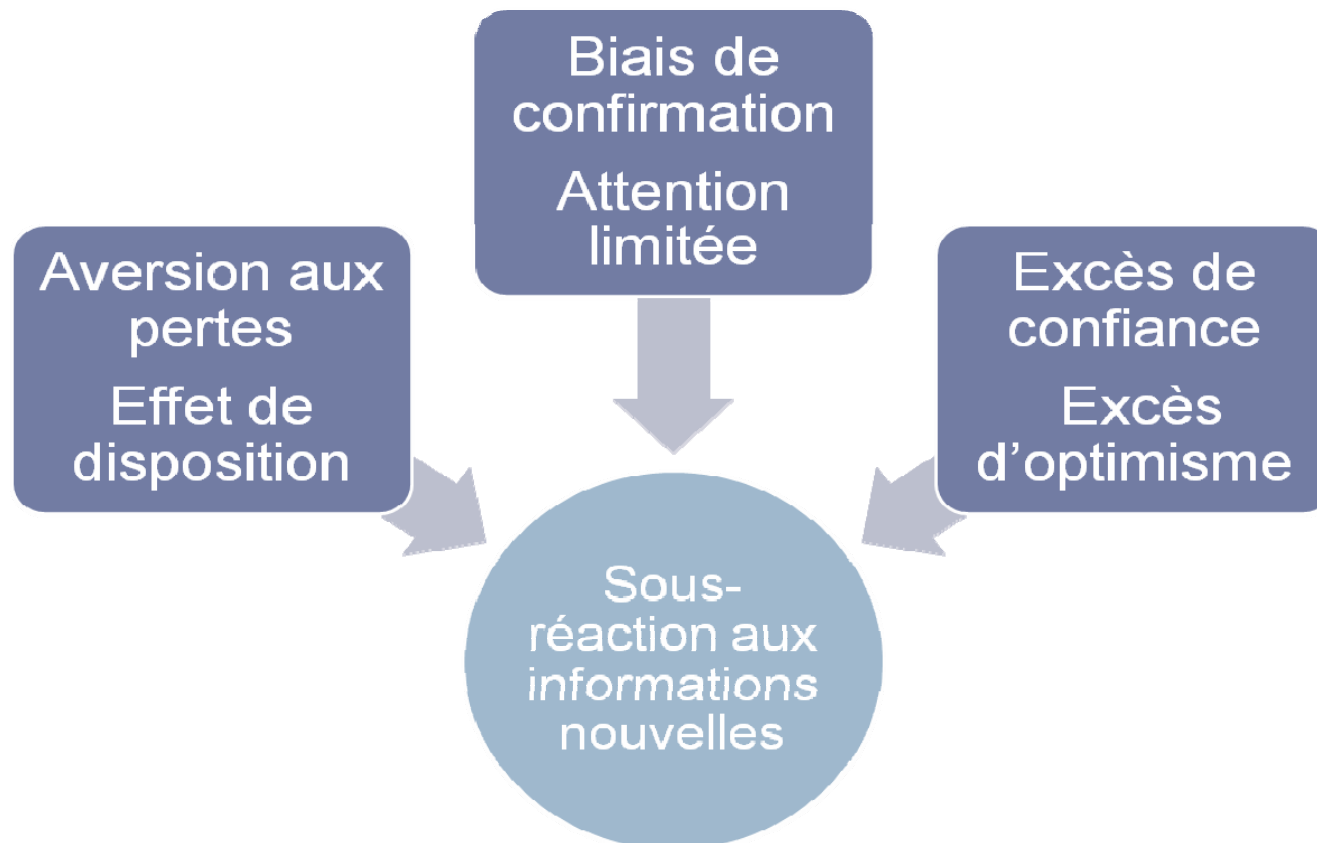 Biais de
confirmation
Attention
limitée
Aversion aux
pertes
Effet de
disposition
Excès de
confiance
Excès
d’optimisme
Sous-
réaction aux
informations
nouvelles